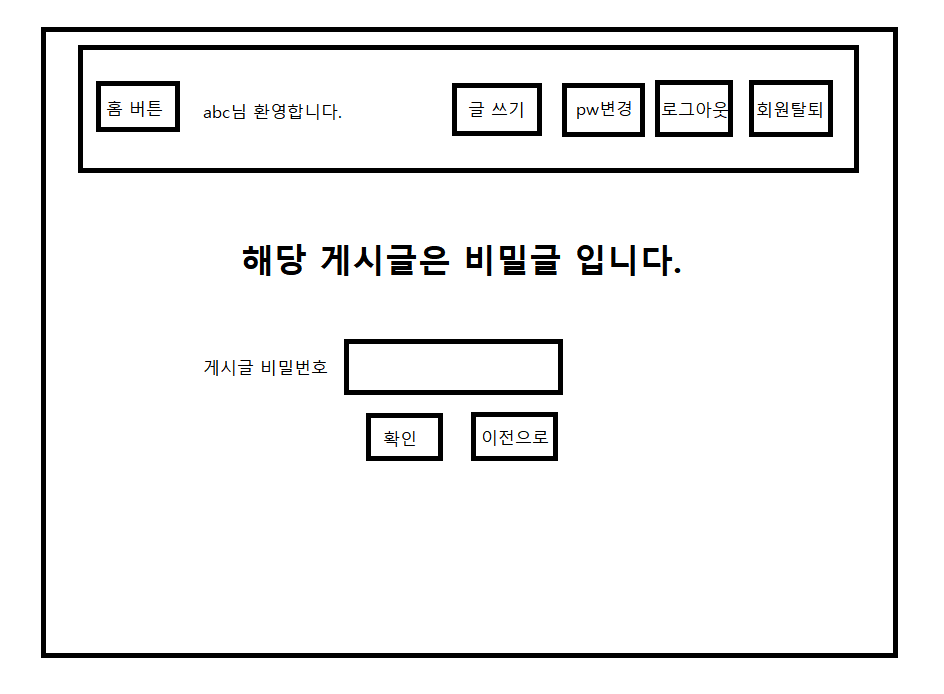 홈 버튼 abc님 환영합니다. 글 쓰기 pw변경 로그아웃 회원탈퇴
해당 게시글은 비밀글 입니다.
게시글 비밀번호
확인 이전으로